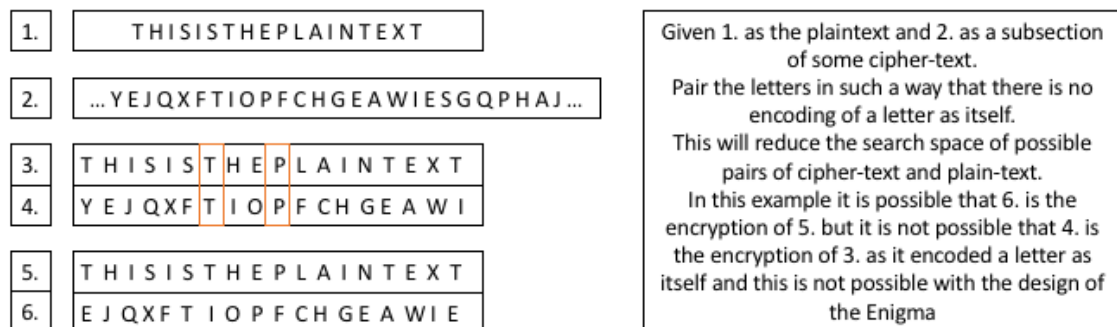 1. THISISTHEPLAINTEXT
2. ...YEJQXFTIOPFCHGEAWIESGQPHAJ...
3. T H I S I S T H E P L A I N T E X T
4. Y E J Q X F T I O P F C H G E A W I
5. T H I S I S T H E P L A I N T E X T
6. E J Q X F T I O P F C H G E A W I E
Given 1. as the plaintext and 2. as a subsection
of some cipher-text.
Pair the letters in such a way that there is no
encoding of a letter as itself.
This will reduce the search space of possible
pairs of cipher-text and plain-text.
In this example it is possible that 6. is the
encryption of 5. but it is not possible that 4. is
the encryption of 3. as it encoded a letter as
itself and this is not possible with the design of
the Enigma